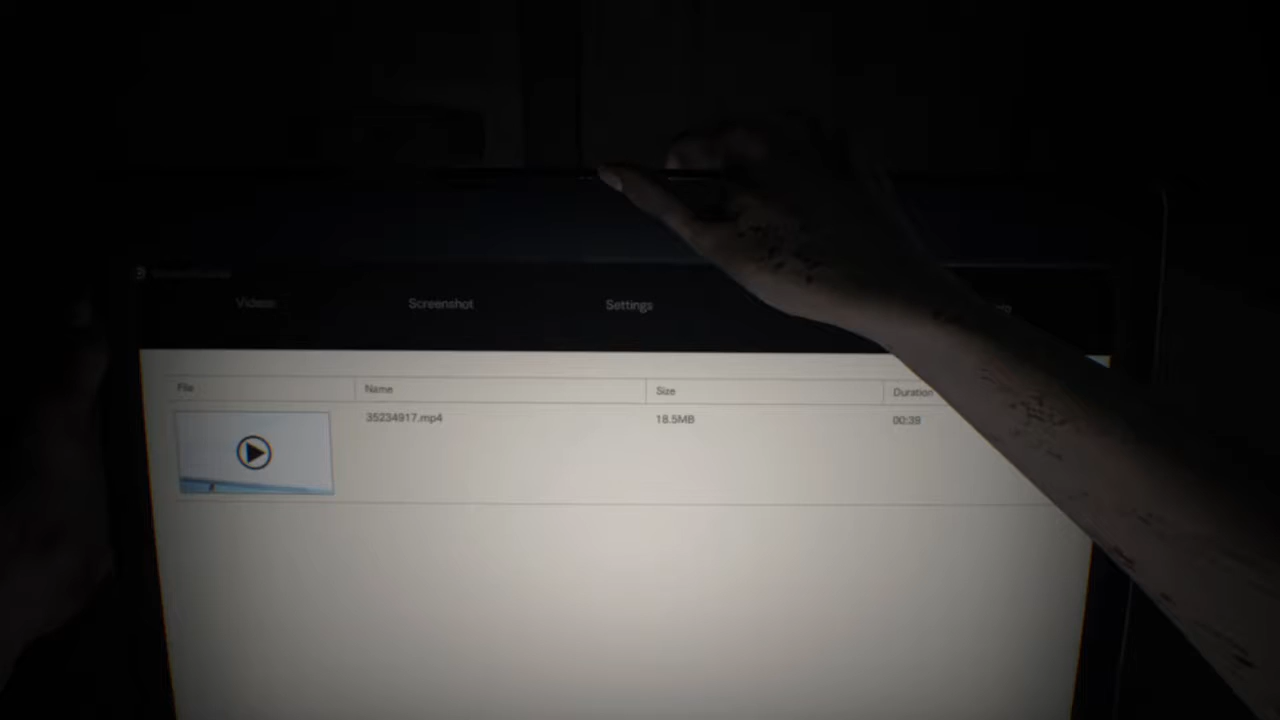 Videos
Screenshot
Settings
File
Name
Size
Duration
35234917.mp4
18.5MB
00:39